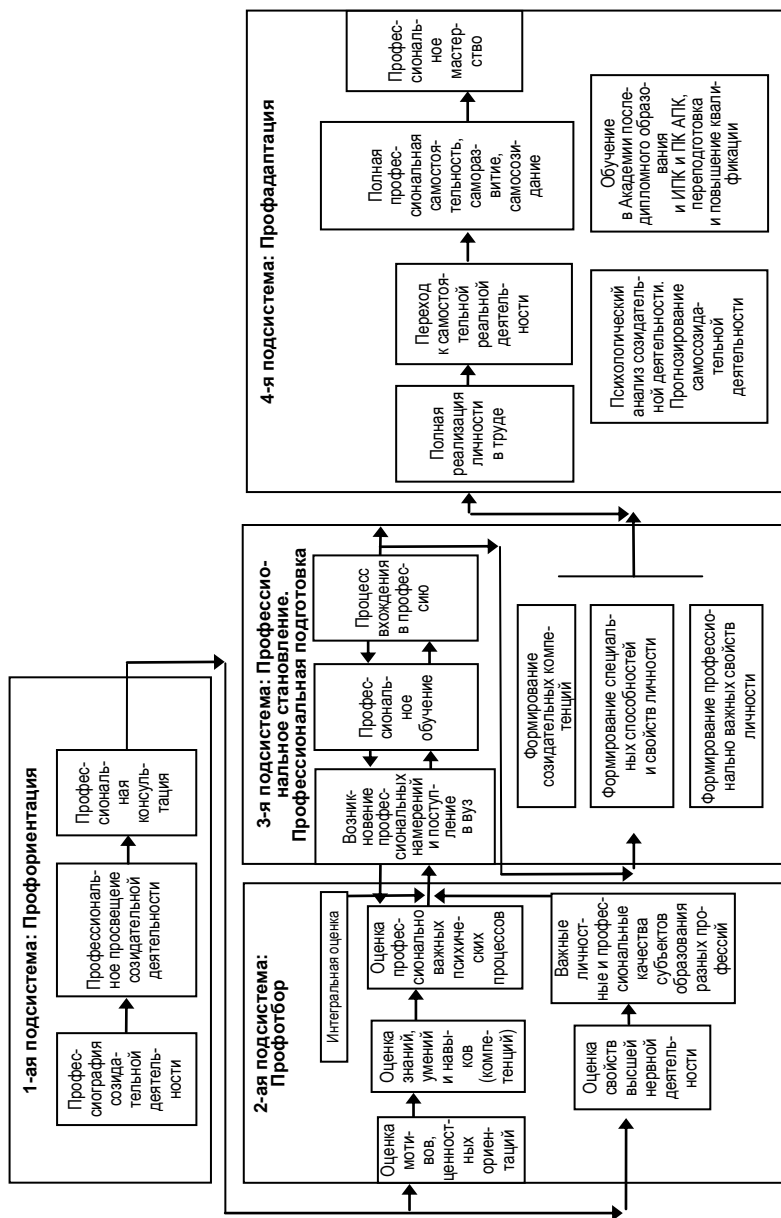 1-ая подсистема: Профориентация
Профес-
сиография
созида-
тельной
деятель-
ности
Профессиональ-
ное просвещеие
созидательной
деятельности
Профес-
сиональ-
ная
консуль-
тация
2-ая подсистема:
Профотбор
Оценка
моти-
вов,
ценност-
ных
ориен-
таций
Оценка
знаний,
умений
и навы-
ков
(компе-
тенций)
Интегральная оценка
Оценка
профес-
сионально
важных
психиче-
ских
процессов
Оценка
свойств
высшей
нервной
деятель-
ности
Важные
личност-
ные и профес-
сиональные
качества
субъектов
образования
разных про-
фессий
3-я подсистема: Профессио-
нальное становление.
Профессиональная подготовка
Возник-
новение
профес-
сиональных
намерений
и поступ-
ление
в вуз
Профес-
сиональ-
ное
обучение
Процесс
вхождения
в профес-
сию
Формирование
созидательных компе-
тенций
Формирование специаль-
ных способностей
и свойств личности
Формирование профессио-
нально важных свойств
личности
4-я подсистема: Профадаптация
Полная
реализация
личности
в труде
Переход
к самостоя-
тельной
реальной
деятель-
ности
Полная
профес-
сиональная
самостоя-
тельность,
самораз-
витие,
самосози-
дание
Профес-
сиональ-
ное
мастер-
ство
Психологический
анализ созидатель-
ной деятельности.
Прогнозирование
самосозида-
тельной
деятельности
Обучение
в Академии после-
дипломного образо-
вания
и ИПК и ПК АПК,
переподготовка
и повышение квали-
фикации